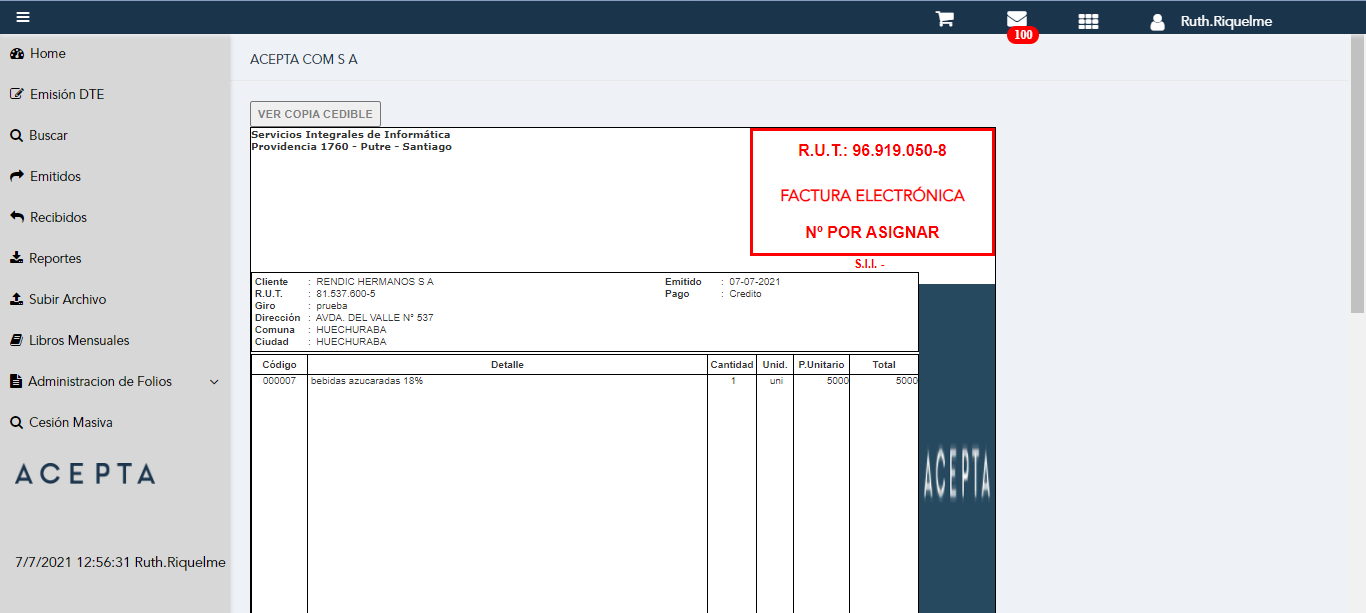 Ruth.Riquelme
100
Home
Emisión DTE
Buscar
Emitidos
Recibidos
Reportes
Subir Archivo
Libros Mensuales
Administracion de Folios
Cesión Masiva
ACEPTA
7/7/2021 12:56:31 Ruth.Riquelme
ACEPTA COM S A
VER COPIA CEDIBLE
Servicios Integrales de Informática
Providencia 1760 - Putre - Santiago
R.U.T.: 96.919.050-8
FACTURA ELECTRÓNICA
Nº POR ASIGNAR
S.I.I. -
Cliente : RENDIC HERMANOS S A Emitido : 07-07-2021
R.U.T. : 81.537.600-5 Pago : Credito
Giro : prueba
Dirección : AVDA. DEL VALLE N° 537
Comuna : HUECHURABA
Ciudad : HUECHURABA
Código Detalle Cantidad Unid. P.Unitario Total
000007 bebidas azucaradas 18% 1 uni 5000 5000
ACEPTA